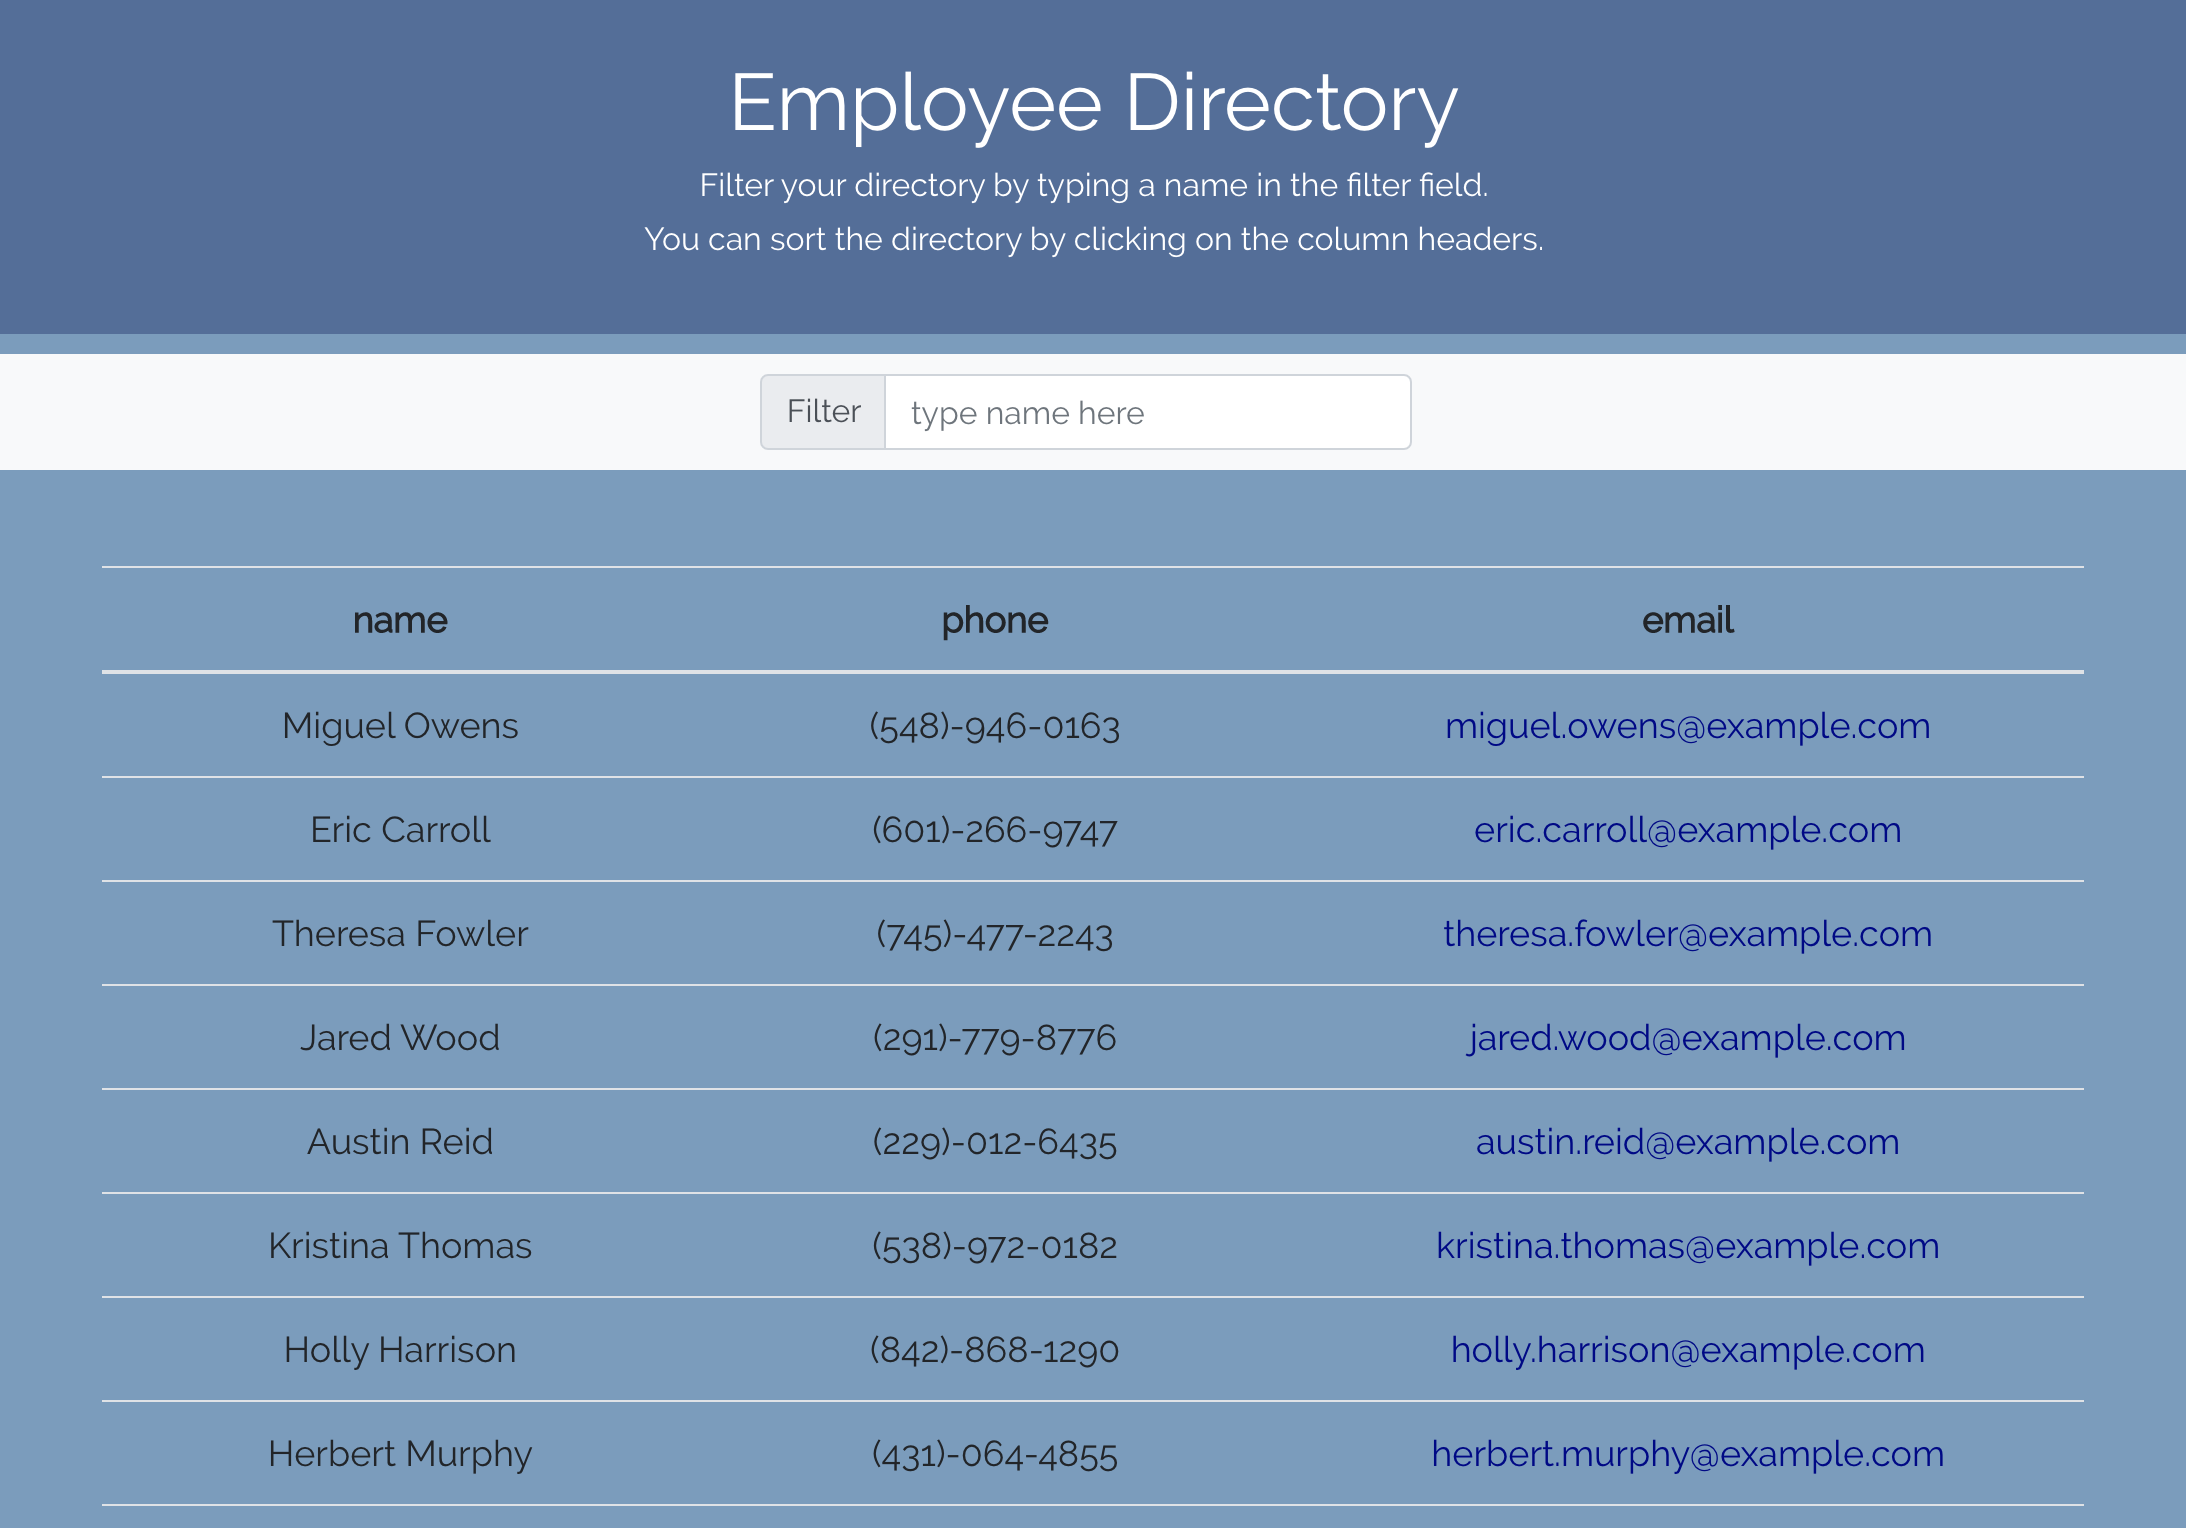 Employee Directory
Filter your directory by typing a name in the filter field.
You can sort the directory by clicking on the column headers.
Filter type name here
name phone email
Miguel Owens (548)-946-0163 miguel.owens@example.com
Eric Carroll (601)-266-9747 eric.carroll@example.com
Theresa Fowler (745)-477-2243 theresa.fowler@example.com
Jared Wood (291)-779-8776 jared.wood@example.com
Austin Reid (229)-012-6435 austin.reid@example.com
Kristina Thomas (538)-972-0182 kristina.thomas@example.com
Holly Harrison (842)-868-1290 holly.harrison@example.com
Herbert Murphy (431)-064-4855 herbert.murphy@example.com